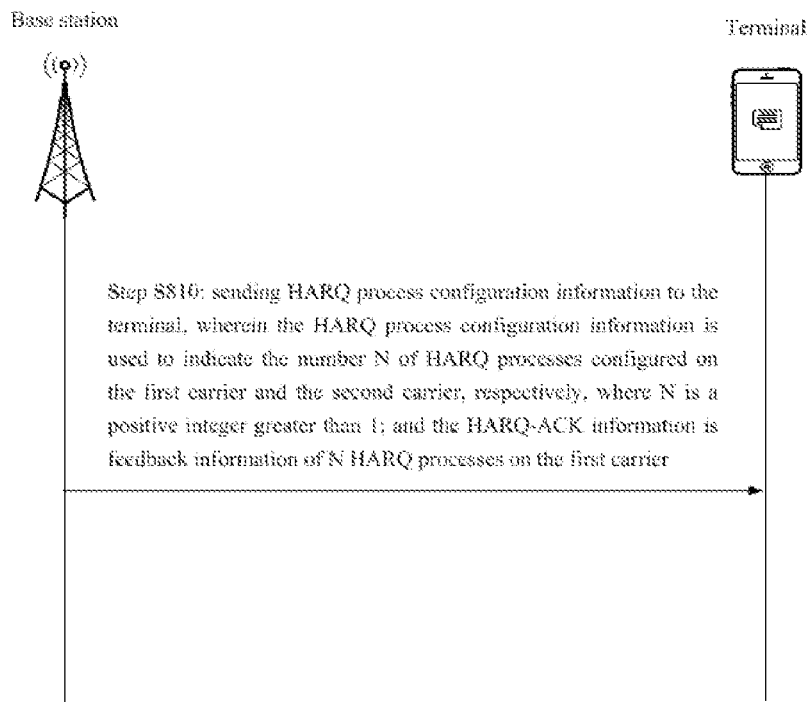 Base station
Terminal
Step S810: sending HARQ process configuration information to the
terminal, wherein the HARQ process configuration information is
used to indicate the number N of HARQ processes configured on
the first carrier and the second carrier, respectively, where N is a
positive integer greater than 1; and the HARQ-ACK information is
feedback information of N HARQ processes on the first carrier